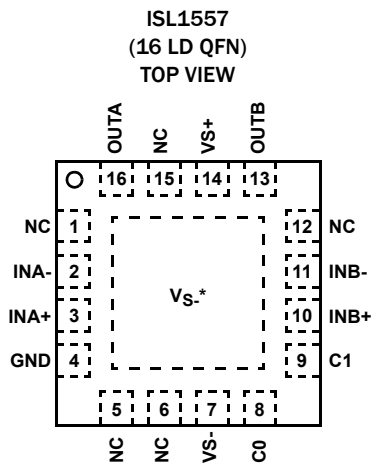 ISL1557
(16 LD QFN)
TOP VIEW
OUTA
NC
VS+
OUTB
16
15
14
13
NC 1
12 NC
INA- 2
11 INB-
VS-*
INA+ 3
10 INB+
GND 4
9 C1
5
6
7
8
NC
NC
VS-
C0